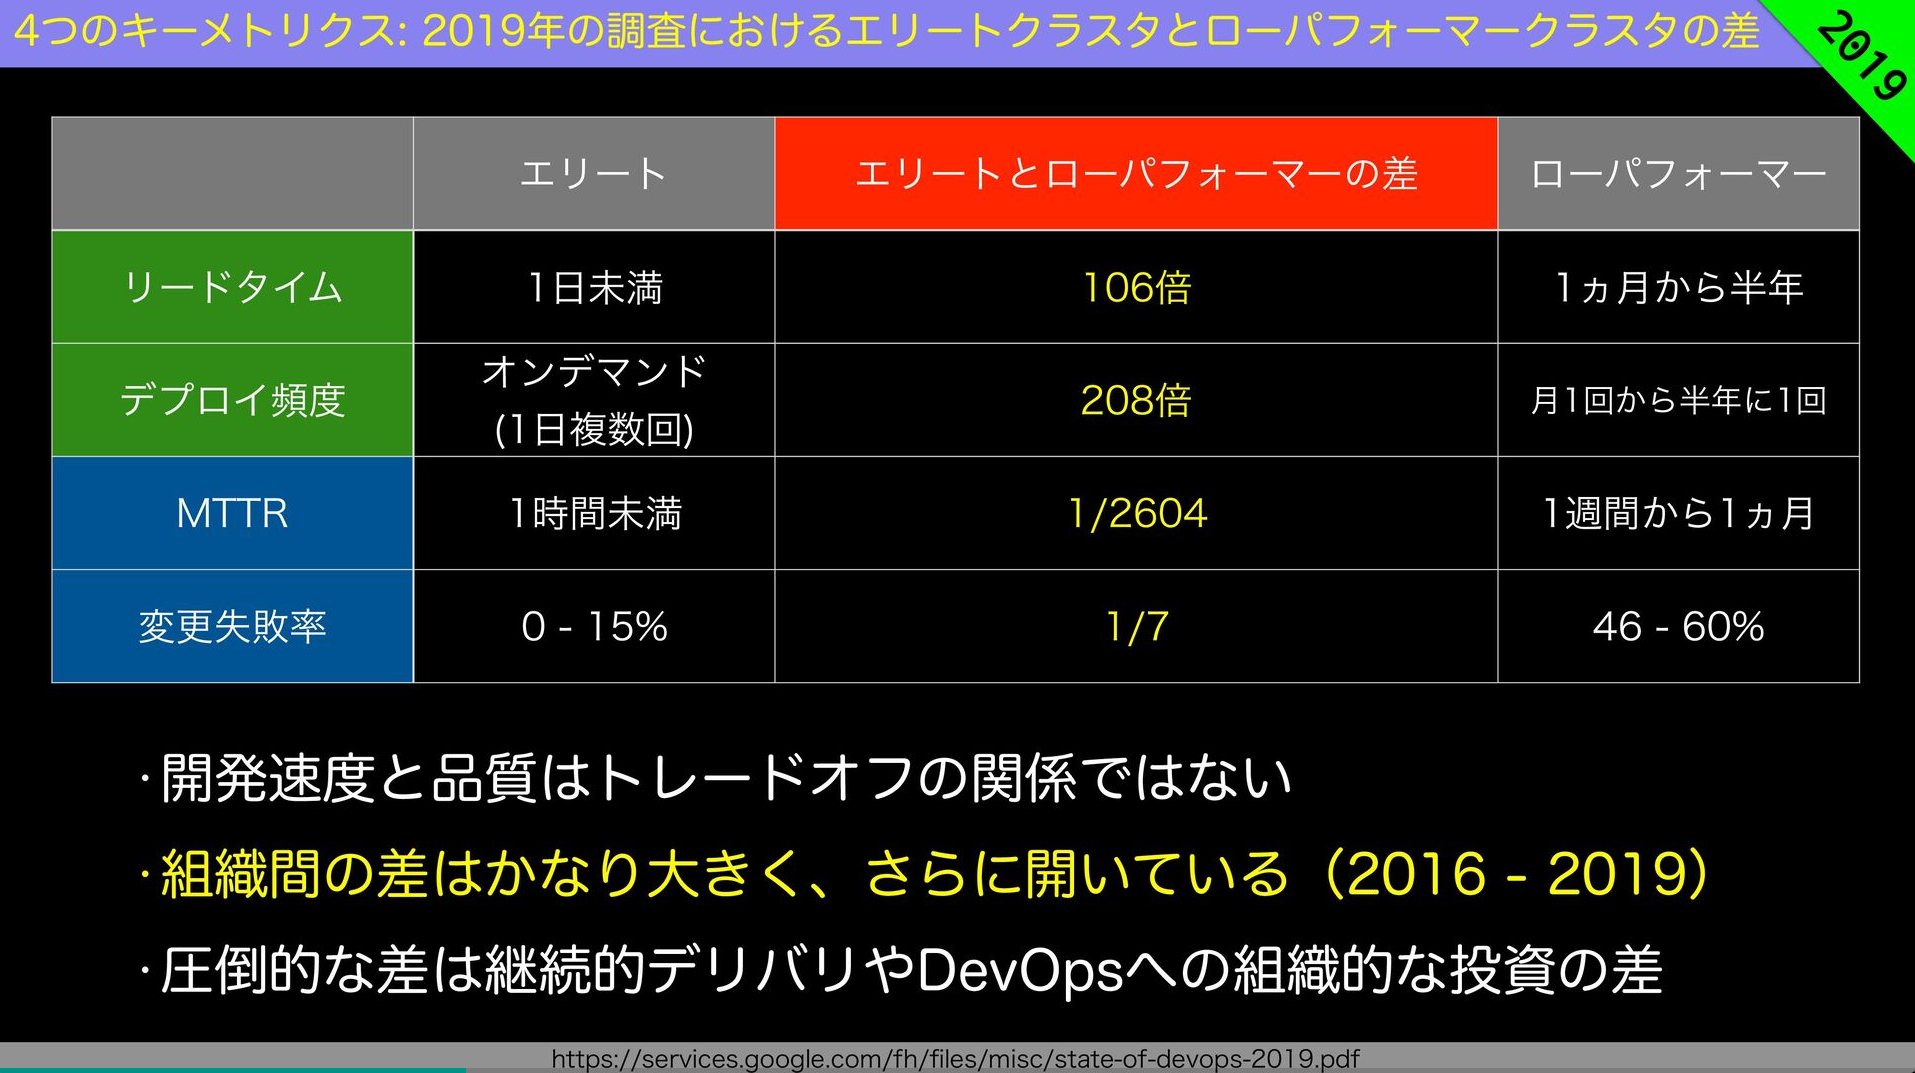 4つのキーメトリクス: 2019年の調査におけるエリートクラスタとローパフォーマークラスタの差
2019
エリート
エリートとローパフォーマーの差
ローパフォーマー
リードタイム
1日未満
106倍
1ヵ月から半年
デプロイ頻度
オンデマンド
(1日複数回)
208倍
月1回から半年に1回
MTTR
1時間未満
1/2604
1週間から1ヵ月
変更失敗率
0 - 15%
1/7
46 - 60%
・開発速度と品質はトレードオフの関係ではない
・組織間の差はかなり大きく、さらに開いている（2016 - 2019）
・圧倒的な差は継続的デリバリやDevOpsへの組織的な投資の差
https://services.google.com/fh/files/misc/state-of-devops-2019.pdf